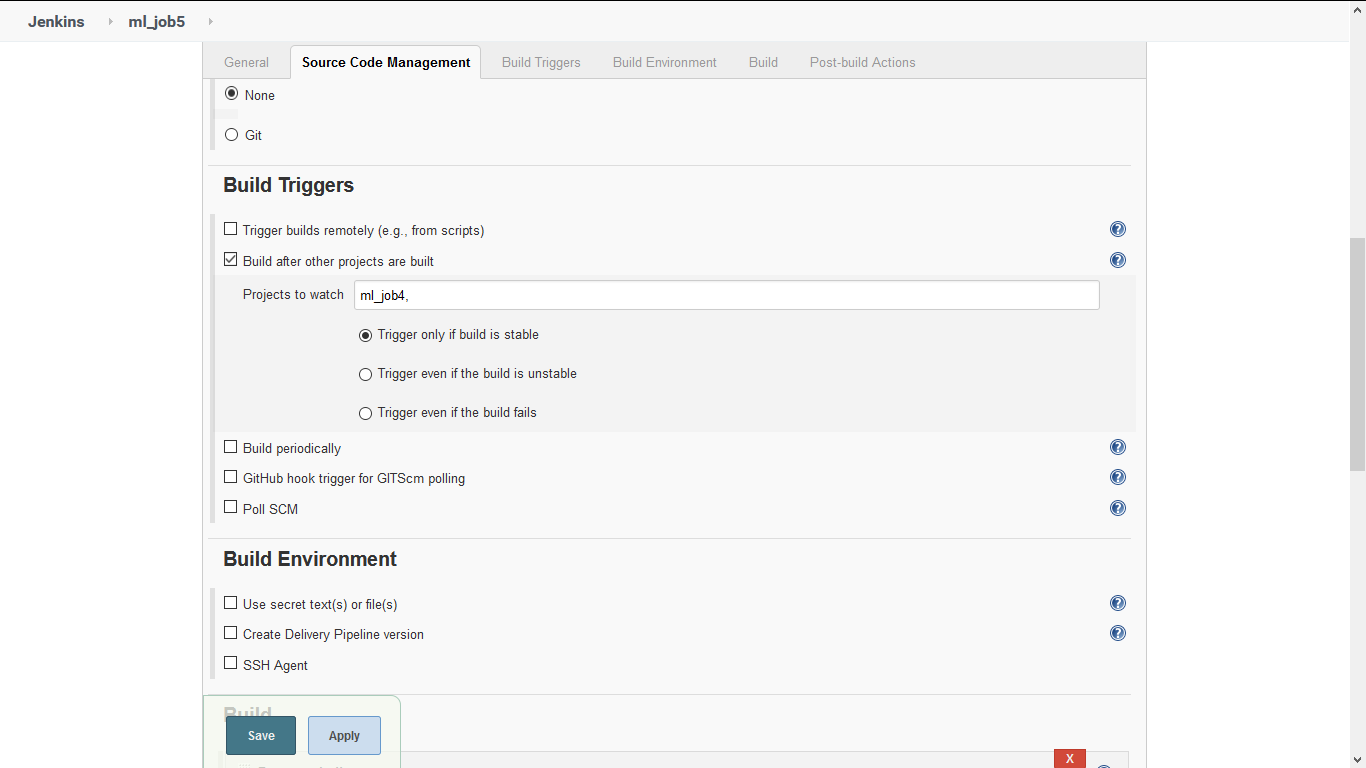 Jenkins
ml_job5
General
Source Code Management
Build Triggers
Build Environment
Build
Post-build Actions
None
Git
Build Triggers
Trigger builds remotely (e.g., from scripts)
Build after other projects are built
Projects to watch
ml_job4,
Trigger only if build is stable
Trigger even if the build is unstable
Trigger even if the build fails
Build periodically
GitHub hook trigger for GITScm polling
Poll SCM
Build Environment
Use secret text(s) or file(s)
Create Delivery Pipeline version
SSH Agent
Build
Save
Apply
X